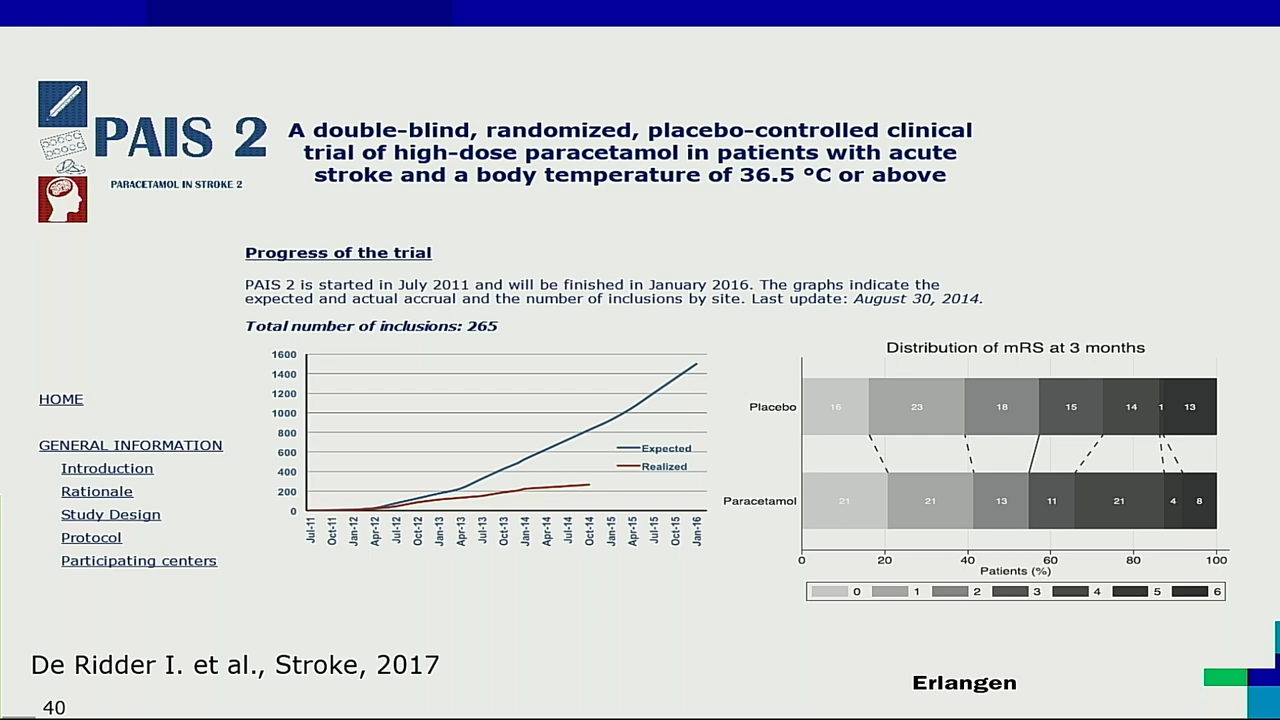 PAIS 2
PARACETAMOL IN STROKE 2
A double-blind, randomized, placebo-controlled clinical
trial of high-dose paracetamol in patients with acute
stroke and a body temperature of 36.5 °C or above
Progress of the trial
PAIS 2 is started in July 2011 and will be finished in January 2016. The graphs indicate the
expected and actual accrual and the number of inclusions by site. Last update: August 30, 2014.
Total number of inclusions: 265
HOME
GENERAL INFORMATION
Introduction
Rationale
Study Design
Protocol
Participating centers
1600
1400
1200
1000
800
600
400
200
0
Expected
Realized
Jul-11
Oct-11
Jan-12
Apr-12
Jul-12
Oct-12
Jan-13
Apr-13
Jul-13
Oct-13
Jan-14
Apr-14
Jul-14
Oct-14
Jan-15
Apr-15
Jul-15
Oct-15
Jan-16
Distribution of mRS at 3 months
Placebo
16 23 18 15 14 1 13
Paracetamol
21 21 13 11 21 4 8
0 20 40 60 80 100
Patients (%)
0 1 2 3 4 5 6
De Ridder I. et al., Stroke, 2017
Erlangen
40